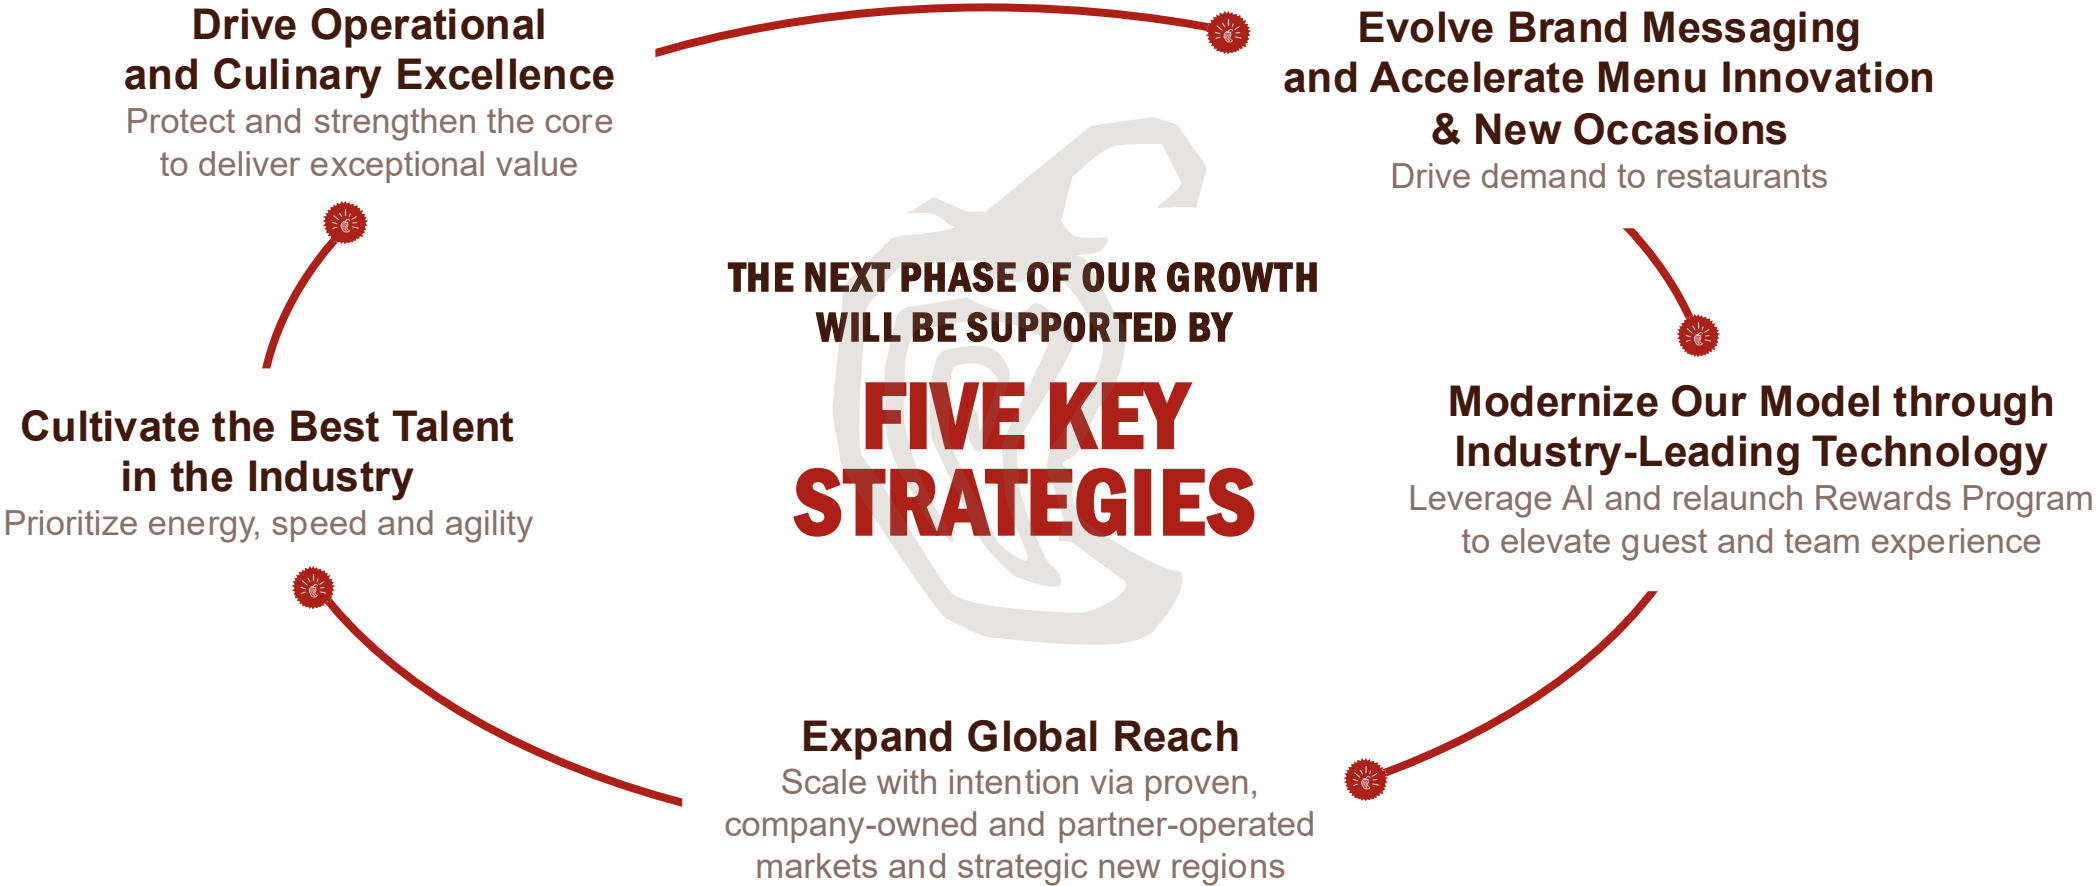 Drive Operational
and Culinary Excellence
Protect and strengthen the core
to deliver exceptional value
Evolve Brand Messaging
and Accelerate Menu Innovation
& New Occasions
Drive demand to restaurants
THE NEXT PHASE OF OUR GROWTH
WILL BE SUPPORTED BY
FIVE KEY
STRATEGIES
Cultivate the Best Talent
in the Industry
Prioritize energy, speed and agility
Modernize Our Model through
Industry-Leading Technology
Leverage AI and relaunch Rewards Program
to elevate guest and team experience
Expand Global Reach
Scale with intention via proven,
company-owned and partner-operated
markets and strategic new regions